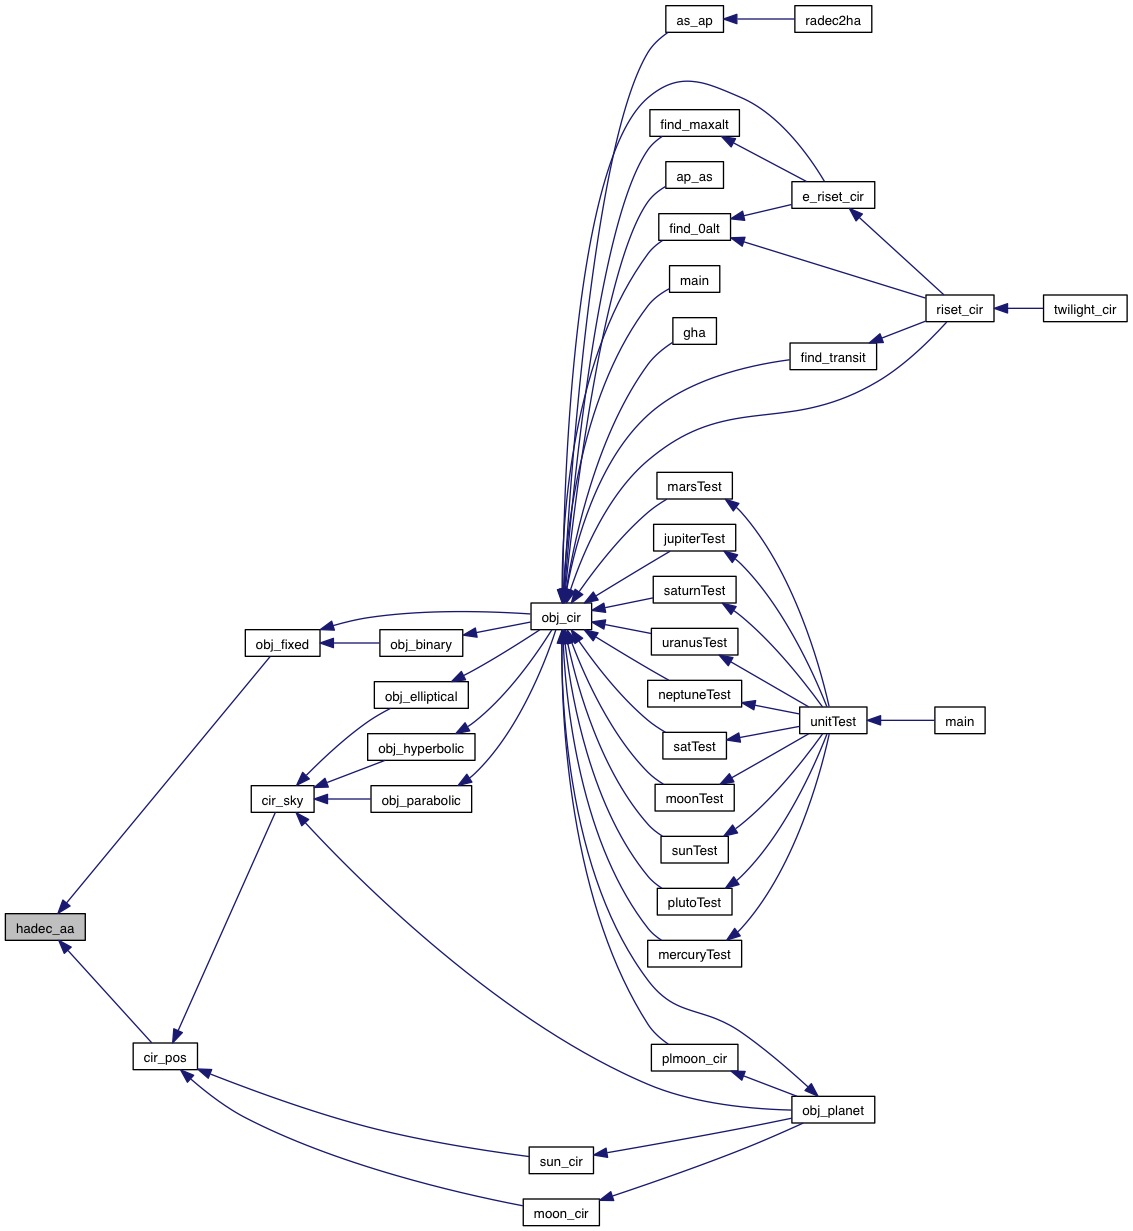 as_ap
radec2ha
find_maxalt
ap_as
e_riset_cir
find_0alt
main
riset_cir
twilight_cir
gha
find_transit
marsTest
jupiterTest
saturnTest
obj_cir
uranusTest
obj_fixed
obj_binary
neptuneTest
obj_elliptical
unitTest
main
obj_hyperbolic
satTest
cir_sky
obj_parabolic
moonTest
sunTest
plutoTest
hadec_aa
mercuryTest
cir_pos
plmoon_cir
obj_planet
sun_cir
moon_cir